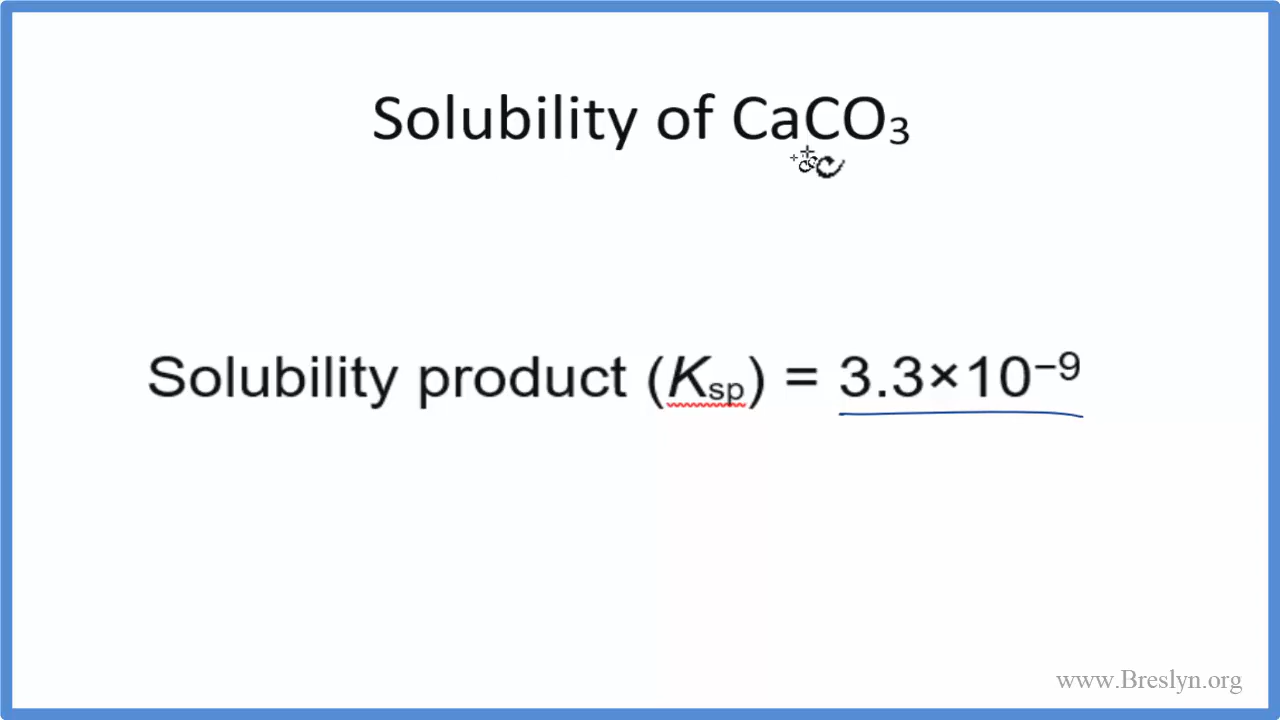 Solubility of CaCO₃
Solubility product (Ksp) = 3.3×10⁻⁹
www.Breslyn.org